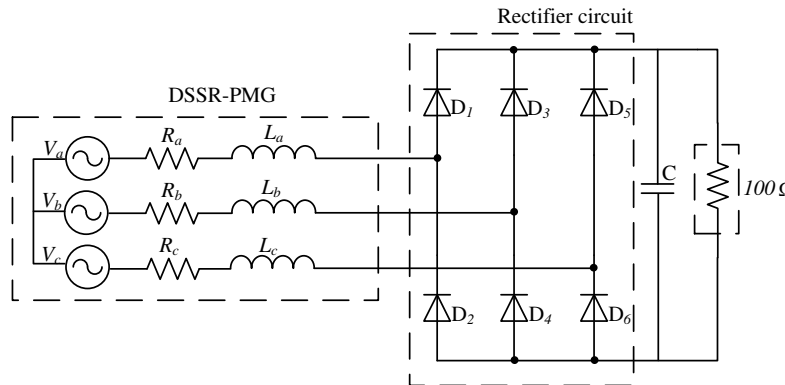 Rectifier circuit
DSSR-PMG
D1 D3 D5
Va Ra La
Vb Rb Lb
C 100 Ω
Vc Rc Lc
D2 D4 D6